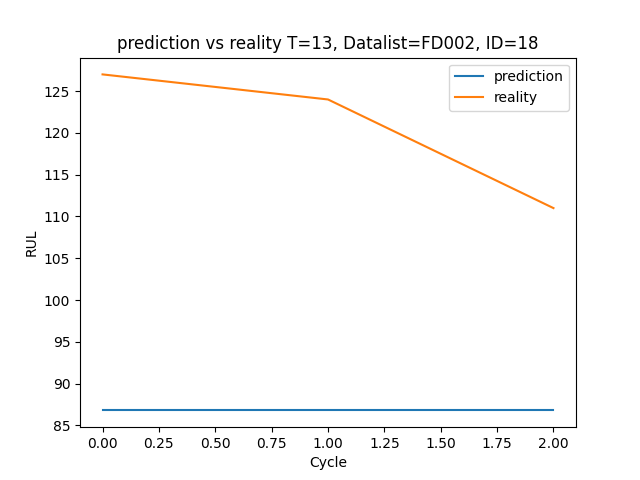 prediction vs reality T=13, Datalist=FD002, ID=18
prediction
reality
125
120
115
110
105
100
95
90
85
RUL
0.00 0.25 0.50 0.75 1.00 1.25 1.50 1.75 2.00
Cycle